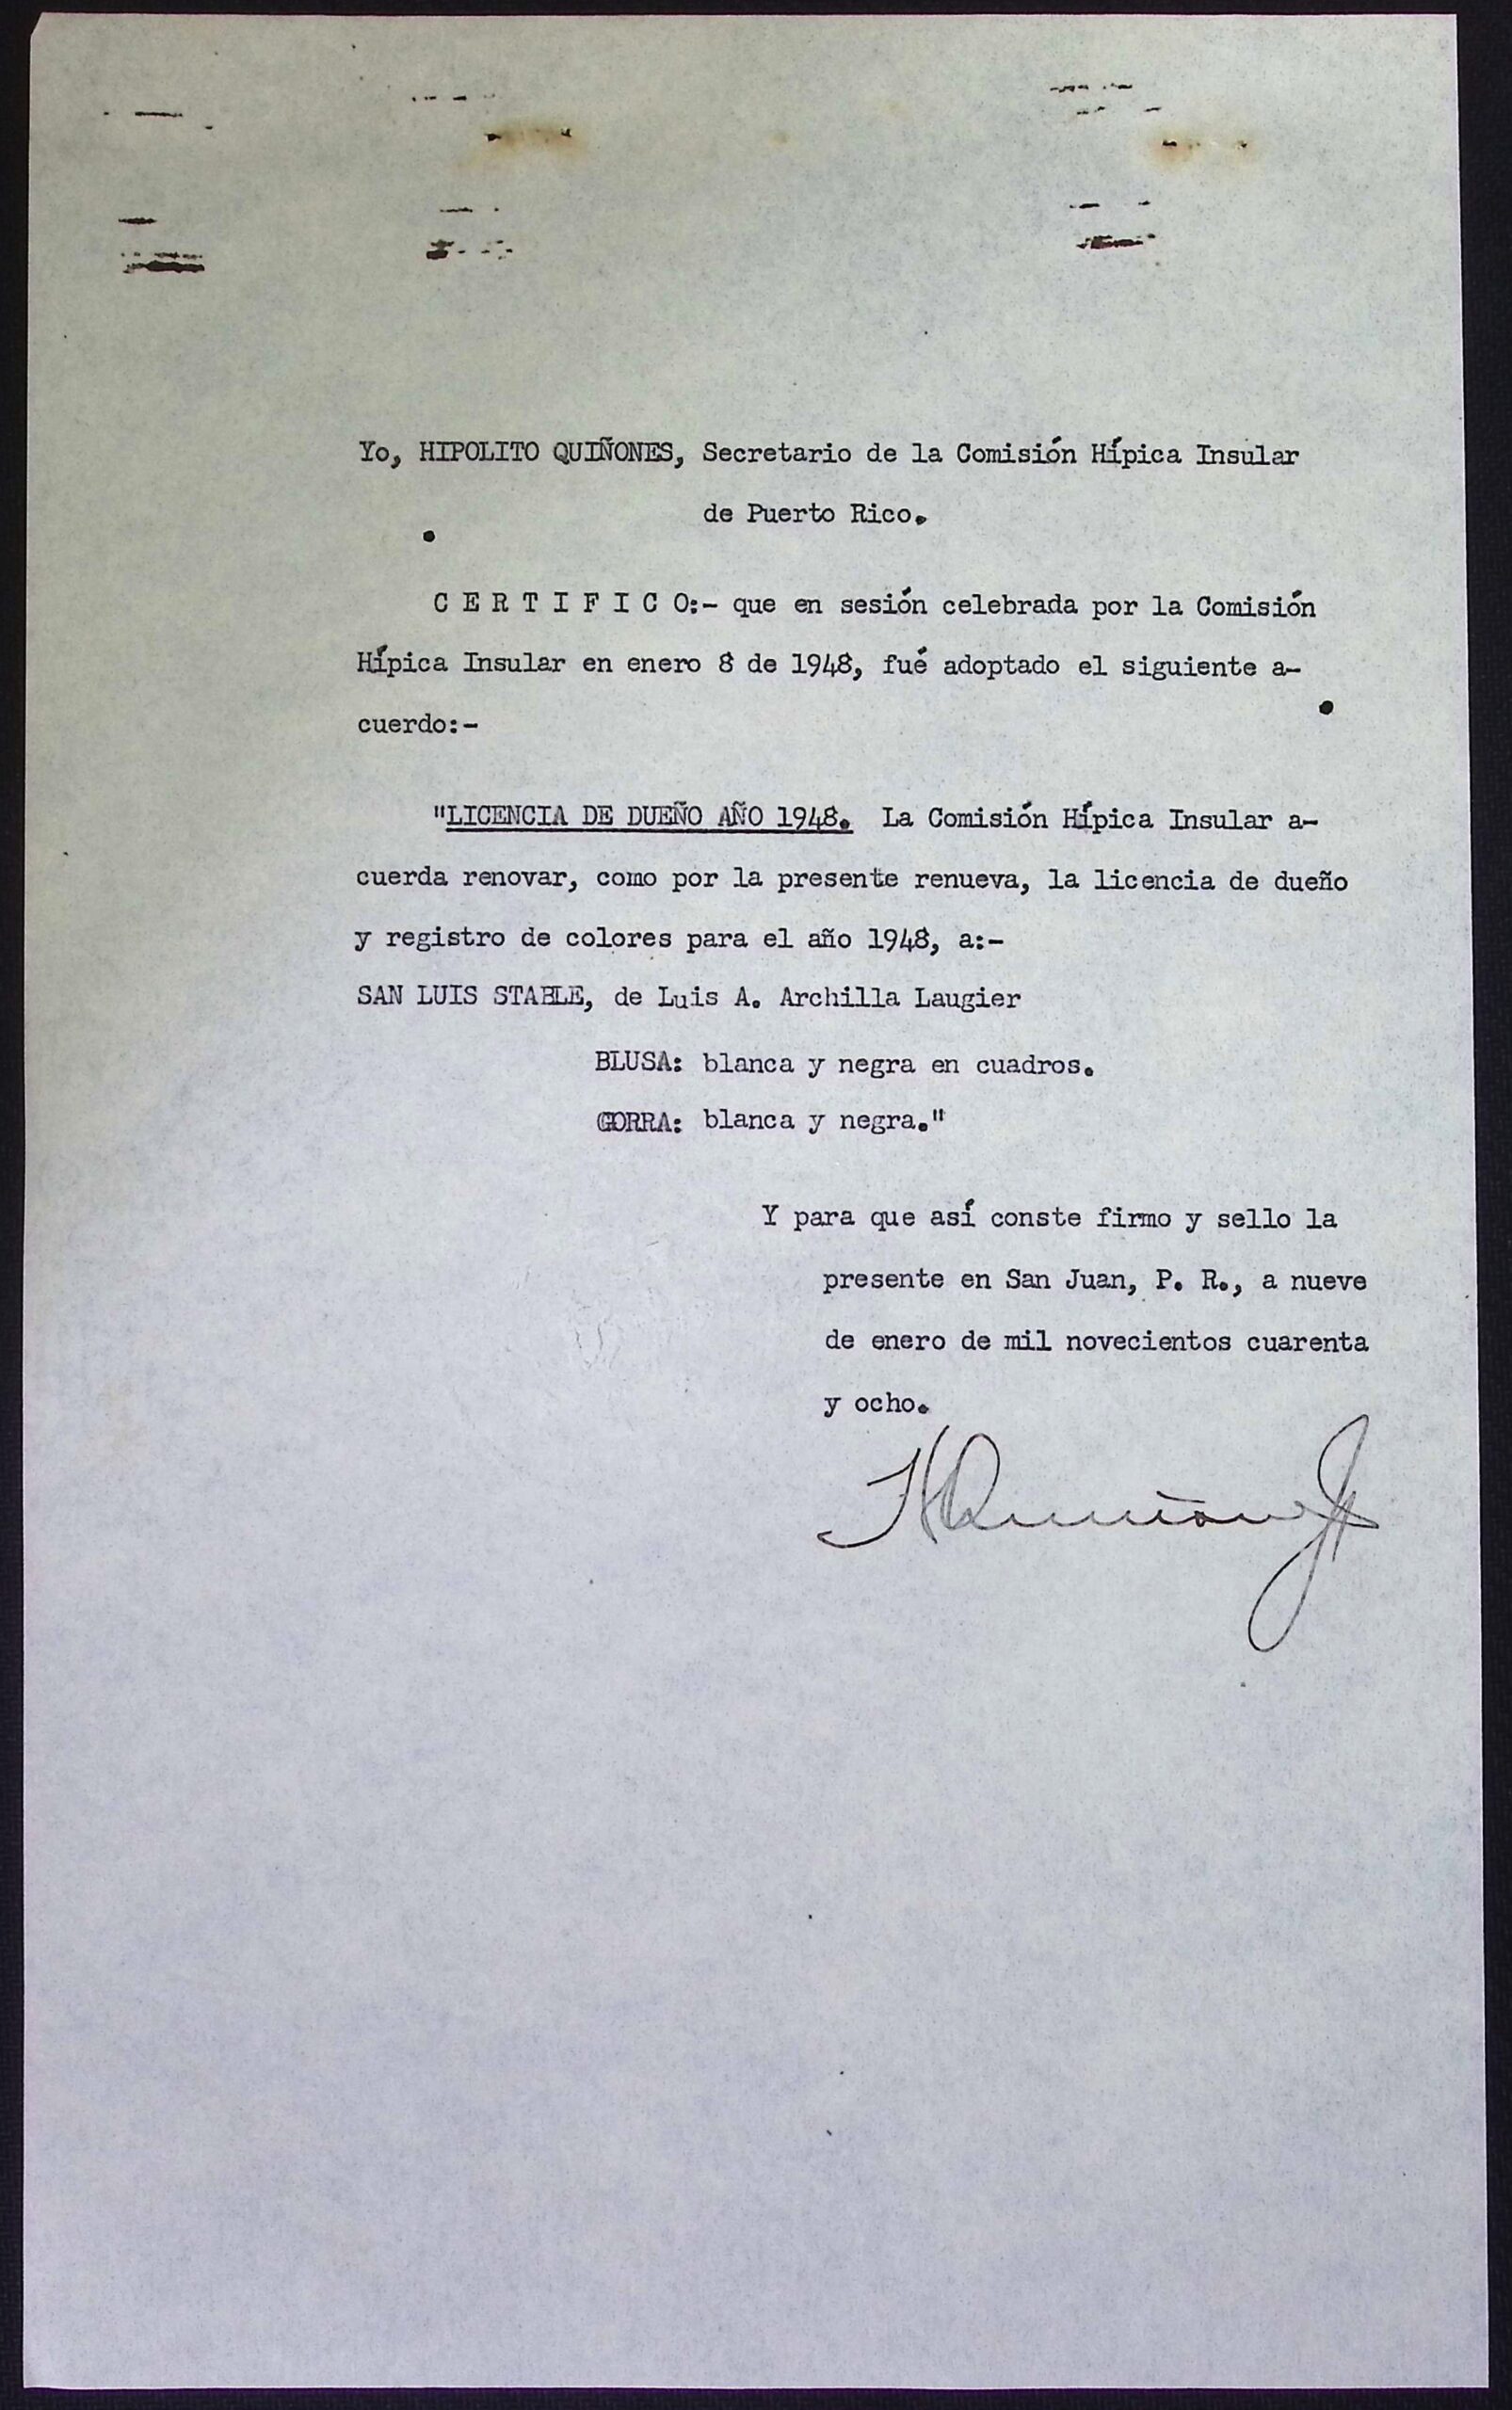 Yo, HIPOLITO QUIÑONES, Secretario de la Comisión Hípica Insular
de Puerto Rico.
C E R T I F I C O:- que en sesión celebrada por la Comisión
Hípica Insular en enero 8 de 1948, fué adoptado el siguiente a-
cuerdo:-
"LICENCIA DE DUEÑO AÑO 1948. La Comisión Hípica Insular a-
cuerda renovar, como por la presente renueva, la licencia de dueño
y registro de colores para el año 1948, a:-
SAN LUIS STABLE, de Luis A. Archilla Laugier
BLUSA: blanca y negra en cuadros.
GORRA: blanca y negra."
Y para que así conste firmo y sello la
presente en San Juan, P. R., a nueve
de enero de mil novecientos cuarenta
y ocho.